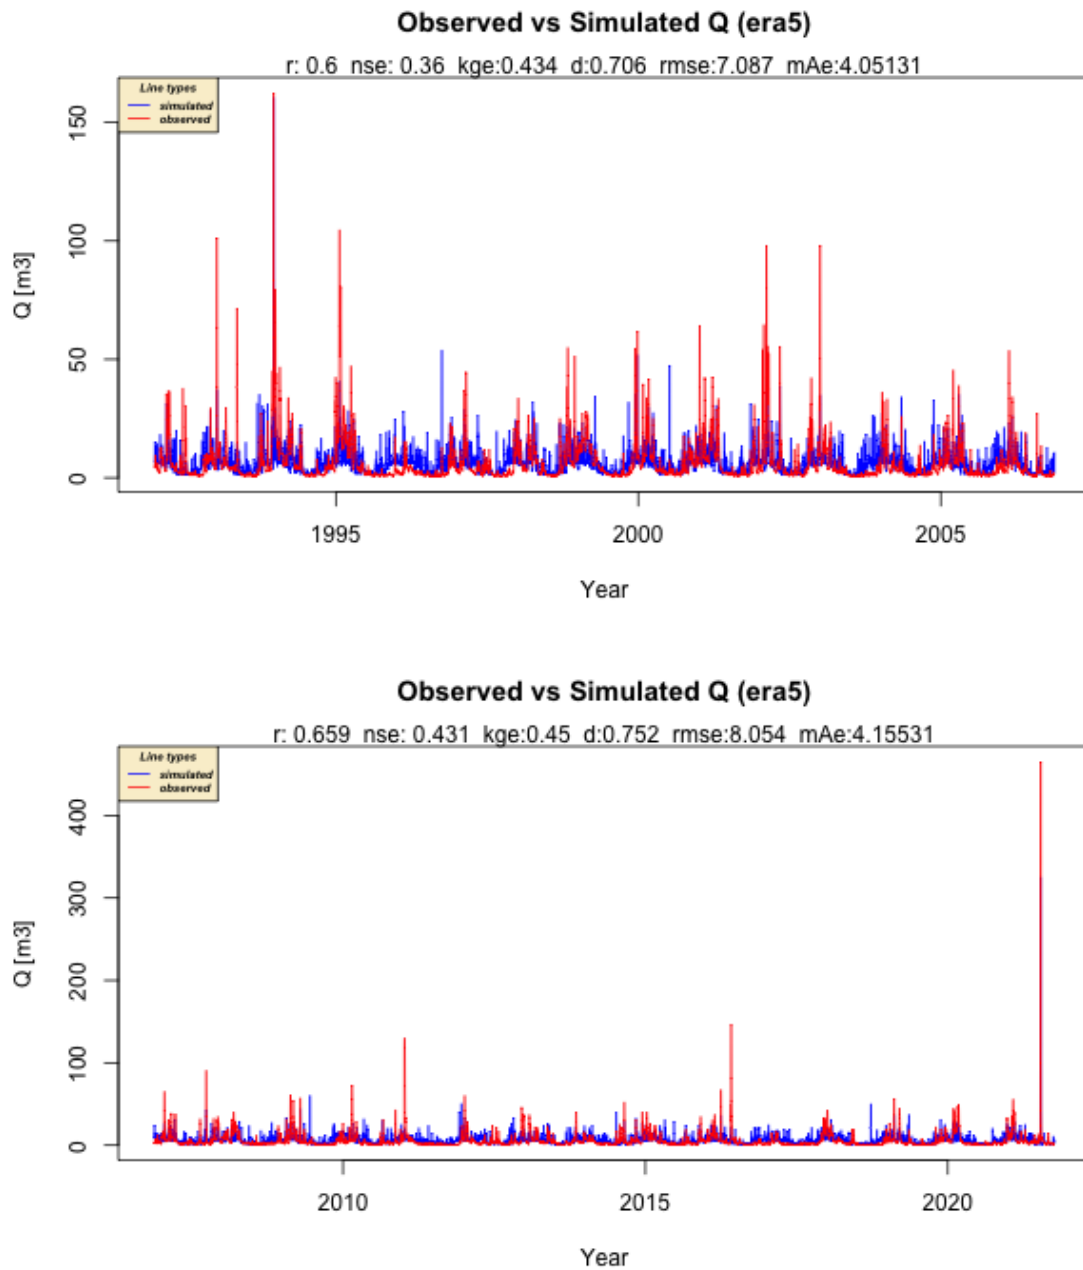 Observed vs Simulated Q (era5)
r: 0.6 nse: 0.36 kge:0.434 d:0.706 rmse:7.087 mAe:4.05131
Line types
simulated
observed
150
100
50
0
Q [m3]
1995 2000 2005
Year
Observed vs Simulated Q (era5)
r: 0.659 nse: 0.431 kge:0.45 d:0.752 rmse:8.054 mAe:4.15531
Line types
simulated
observed
400
300
200
100
0
Q [m3]
2010 2015 2020
Year